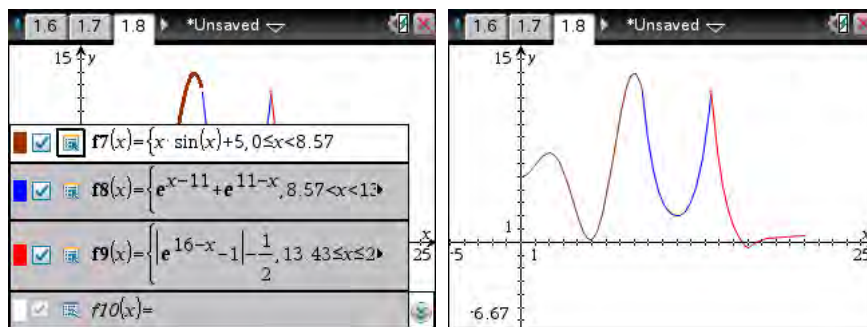 1.6 1.7 1.8 *Unsaved
15 y
f7(x)={x· sin(x)+5,0≤x<8.57
f8(x)={e^x−11+e^11−x,8.57<x<13
f9(x)={|e^16−x−1|−1/2,13 43≤x≤2
f10(x)=
x
25
1.6 1.7 1.8 *Unsaved
15 y
1
x
-5 1 25
-6.67